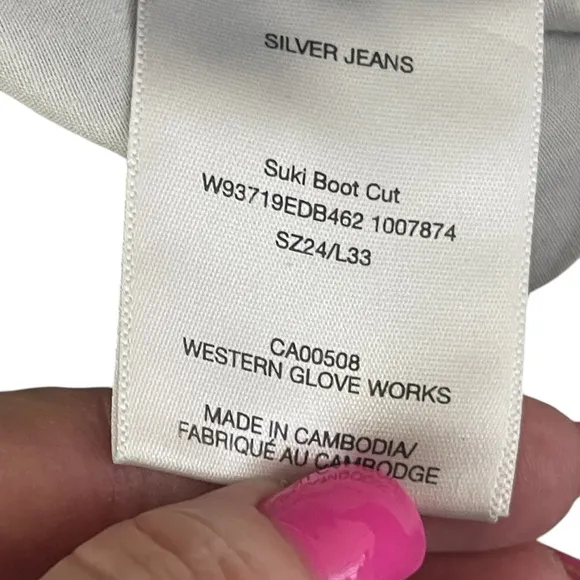 SILVER JEANS
Suki Boot Cut
W93719EDB462 1007874
SZ24/L33
CA00508
WESTERN GLOVE WORKS
MADE IN CAMBODIA/
FABRIQUÉ AU CAMBODGE